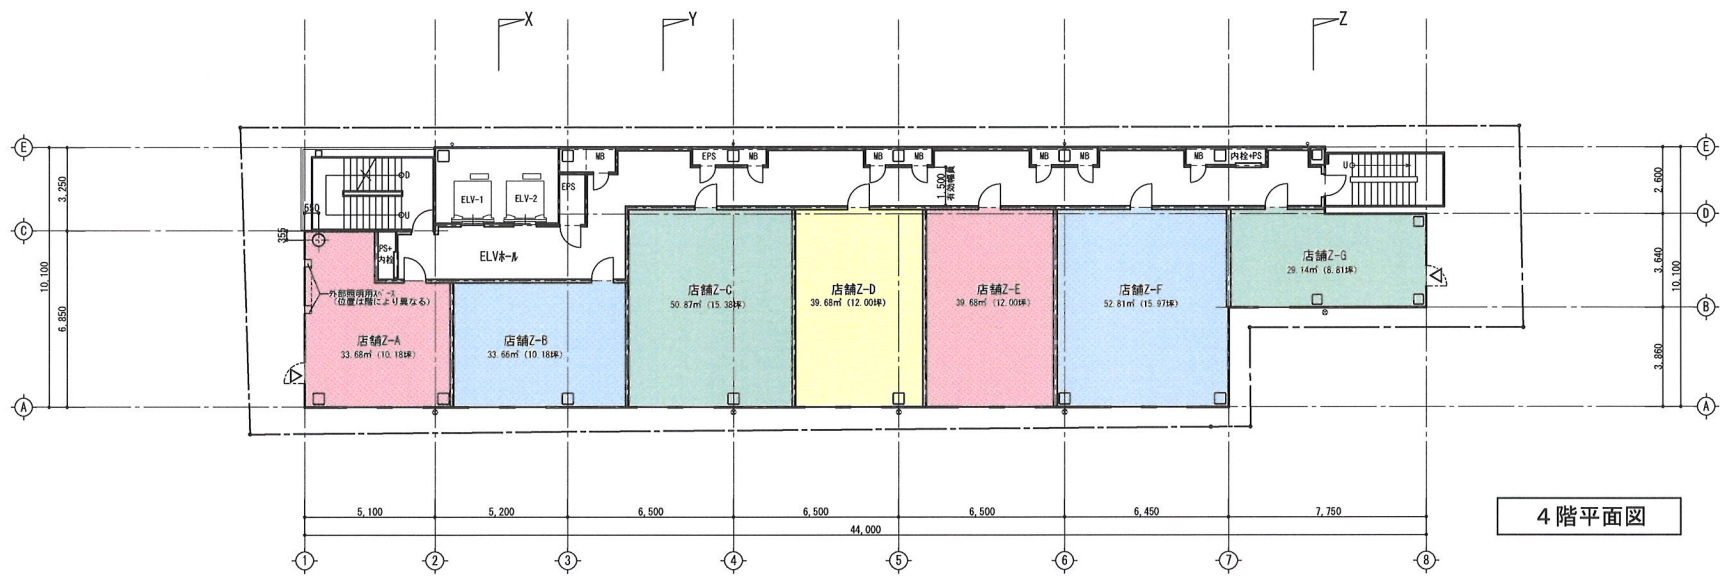 X
Y
Z
E
E
D
U
ELV-1
ELV-2
EPS
MB
EPS
MB
MB
MB
MB
MB
MB
内栓+PS
U
3,250
550
1,500
有効幅員
2,600
C
D
355
PS+
内栓
ELVホール
外部照明用スペース
(位置は階により異なる)
10,100
6,850
店舗Z-A
33.68㎡ (10.18坪)
店舗Z-B
33.66㎡ (10.18坪)
店舗Z-C
50.87㎡ (15.38坪)
店舗Z-D
39.68㎡ (12.00坪)
店舗Z-E
39.68㎡ (12.00坪)
店舗Z-F
52.81㎡ (15.97坪)
店舗Z-G
29.14㎡ (8.81坪)
3,640
10,100
B
3,860
A
A
5,100
5,200
6,500
6,500
6,500
6,450
7,750
44,000
1
2
3
4
5
6
7
8
4階平面図